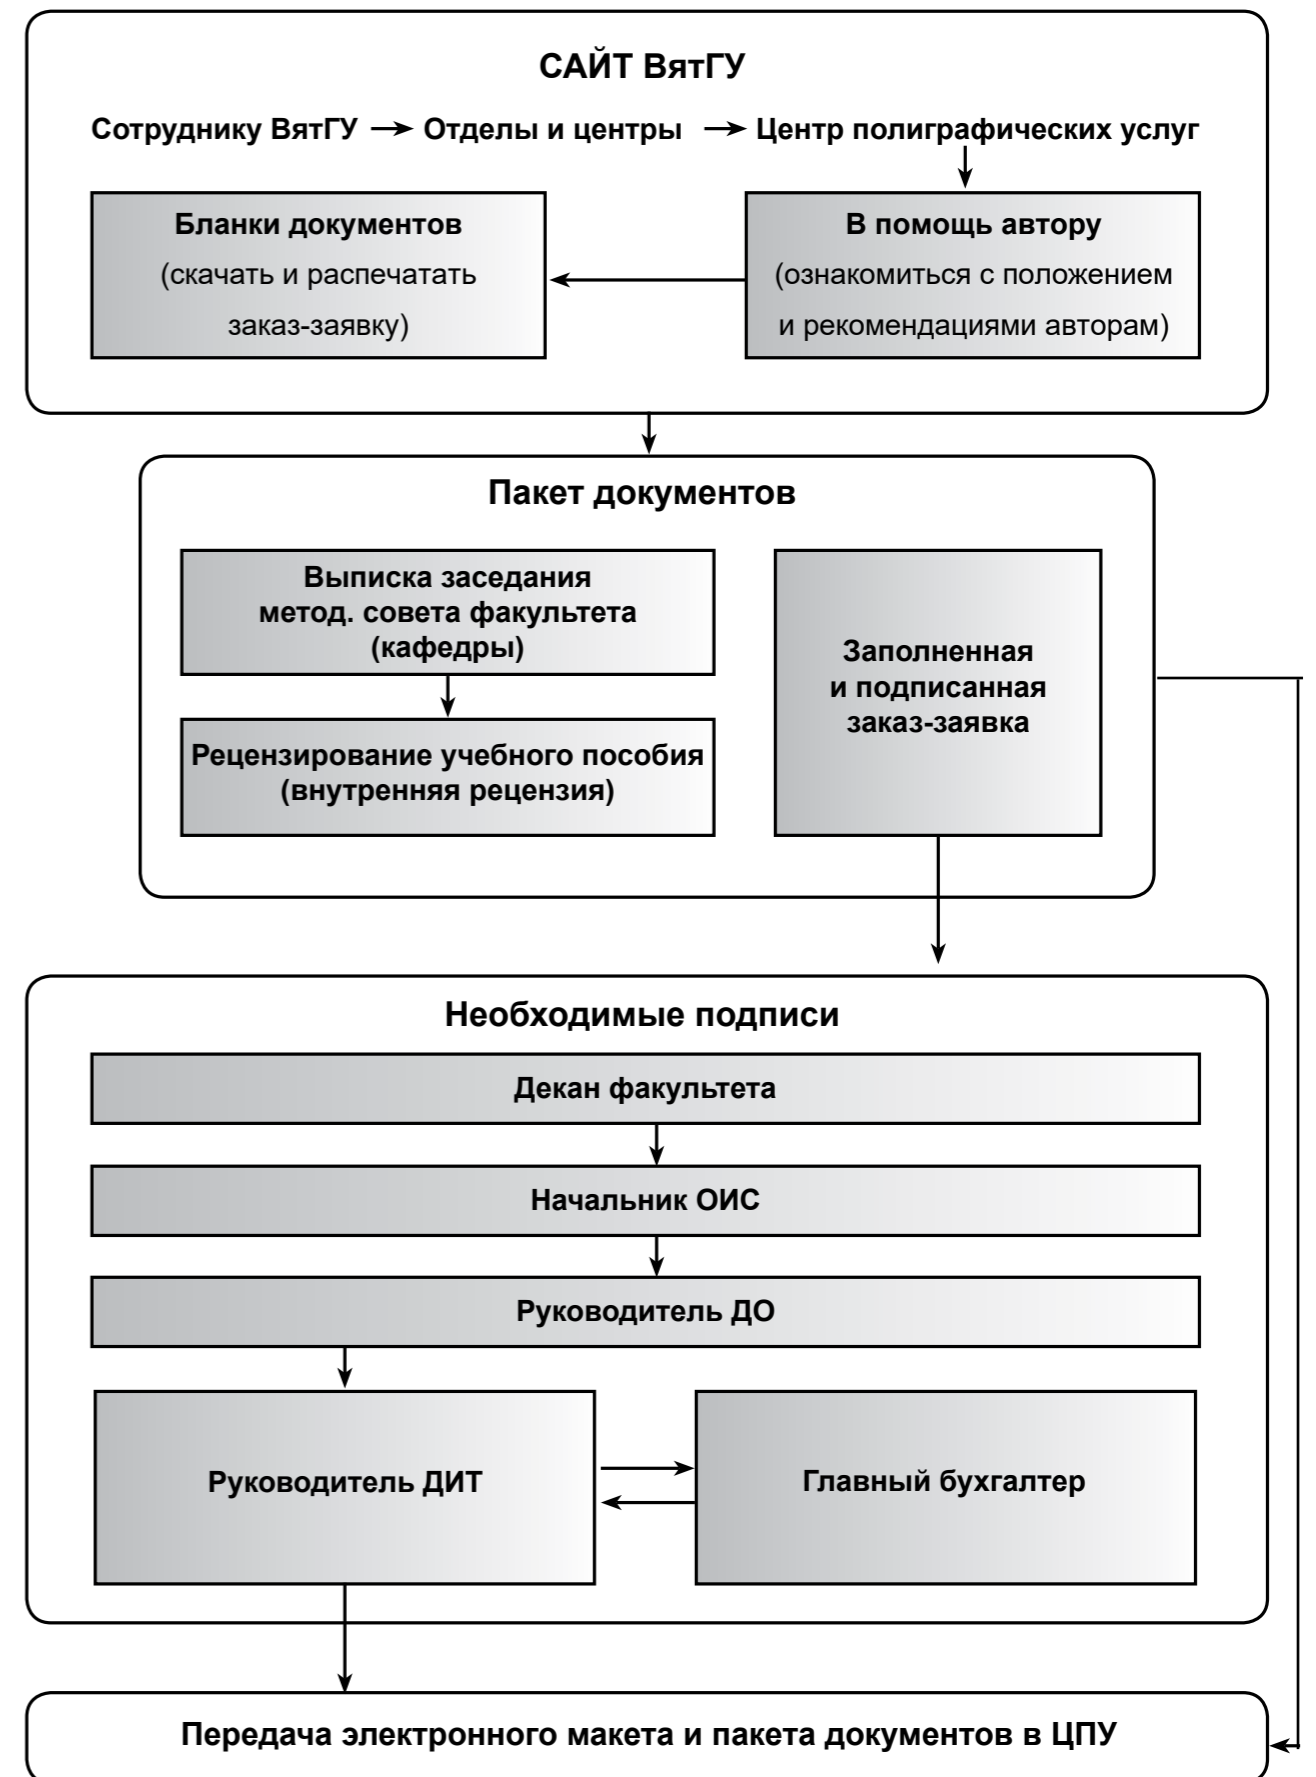 САЙТ ВятГУ
Сотруднику ВятГУ → Отделы и центры → Центр полиграфических услуг
Бланки документов
(скачать и распечатать
заказ-заявку)
В помощь автору
(ознакомиться с положением
и рекомендациями авторам)
Пакет документов
Выписка заседания
метод. совета факультета
(кафедры)
Рецензирование учебного пособия
(внутренняя рецензия)
Заполненная
и подписанная
заказ-заявка
Необходимые подписи
Декан факультета
Начальник ОИС
Руководитель ДО
Руководитель ДИТ
Главный бухгалтер
Передача электронного макета и пакета документов в ЦПУ